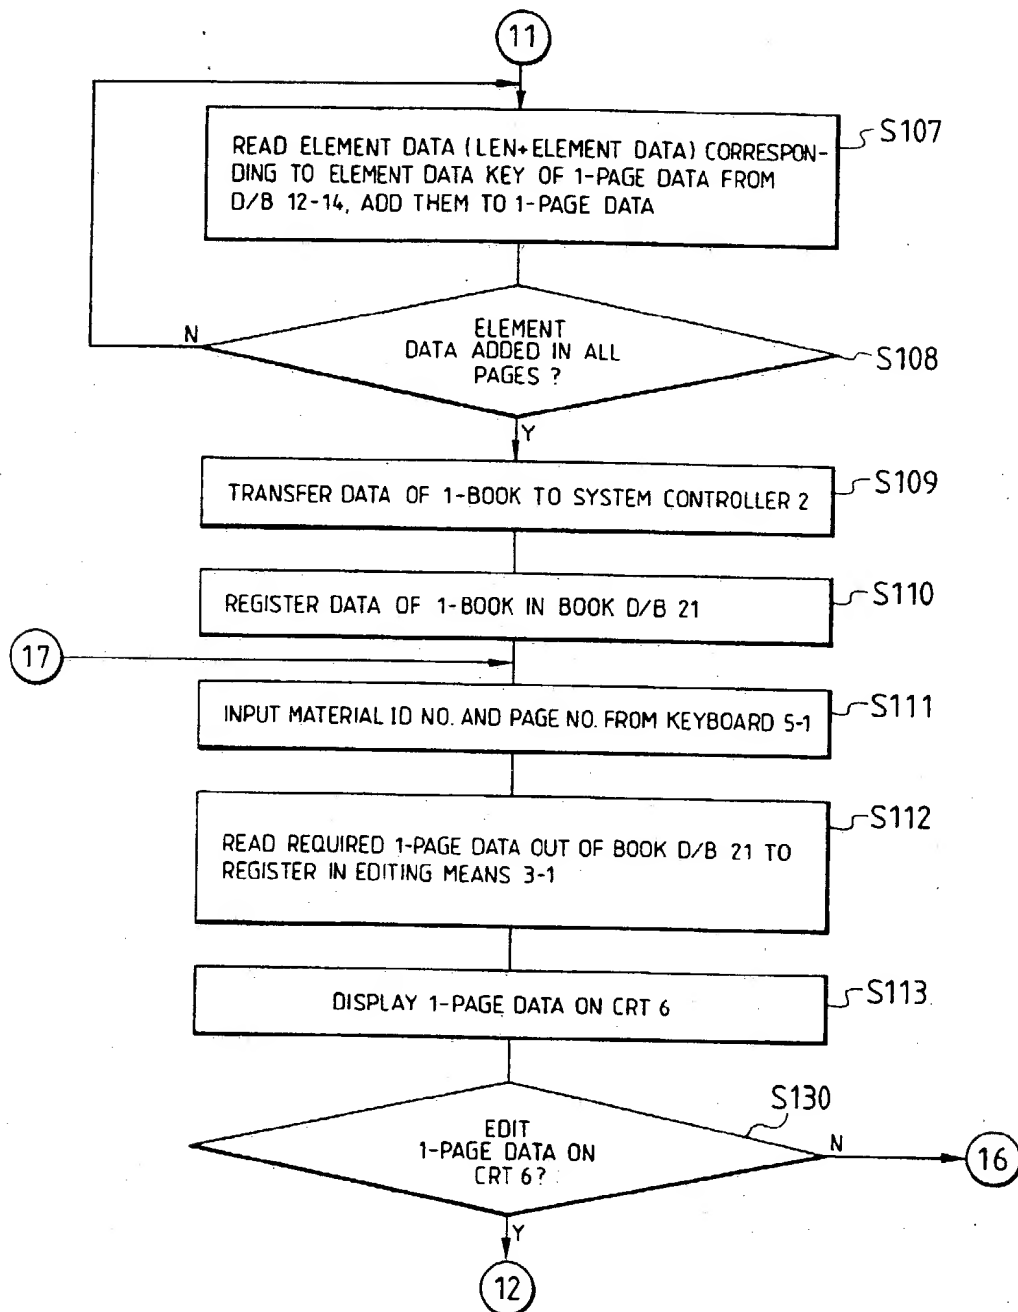 11
READ ELEMENT DATA (LEN+ELEMENT DATA) CORRESPON-
DING TO ELEMENT DATA KEY OF 1-PAGE DATA FROM
D/B 12-14, ADD THEM TO 1-PAGE DATA
S107
N
ELEMENT
DATA ADDED IN ALL
PAGES ?
S108
Y
TRANSFER DATA OF 1-BOOK TO SYSTEM CONTROLLER 2
S109
REGISTER DATA OF 1-BOOK IN BOOK D/B 21
S110
17
INPUT MATERIAL ID NO. AND PAGE NO. FROM KEYBOARD 5-1
S111
READ REQUIRED 1-PAGE DATA OUT OF BOOK D/B 21 TO
REGISTER IN EDITING MEANS 3-1
S112
DISPLAY 1-PAGE DATA ON CRT 6
S113
S130
EDIT
1-PAGE DATA ON
CRT 6?
N
16
Y
12